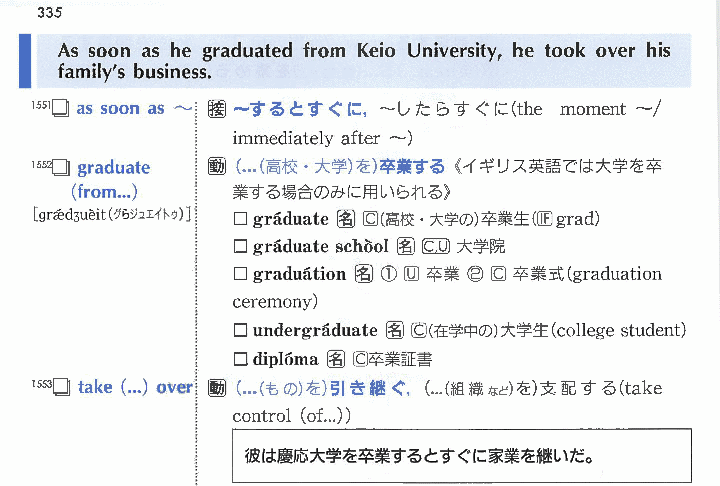 335
As soon as he graduated from Keio University, he took over his
family's business.
1551 □ as soon as ～ 接 ～するとすぐに, ～したらすぐに(the moment ～/
immediately after ～)
1552 □ graduate 動 (…(高校・大学)を)卒業する《イギリス英語では大学を卒
(from...) 業する場合のみに用いられる》
[grǽdʒuèit(グらジュエイトゥ)] □ gráduate 名 C(高校・大学の)卒業生(IF grad)
□ gráduate schòol 名 C,U 大学院
□ graduátion 名 ① U 卒業 ② C 卒業式(graduation
ceremony)
□ undergráduate 名 C(在学中の)大学生(college student)
□ diplóma 名 C卒業証書
1553 □ take (...) over 動 (…(もの)を)引き継ぐ, (…(組織など)を)支配する(take
control (of...))
彼は慶応大学を卒業するとすぐに家業を継いだ。